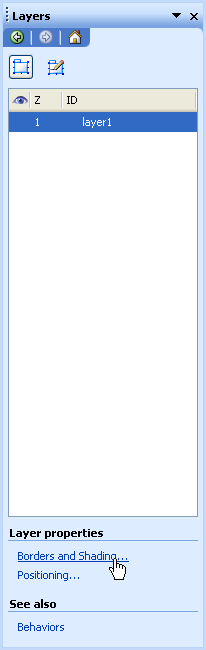 Layers
Z ID
1 layer1
Layer properties
Borders and Shading...
Positioning...
See also
Behaviors